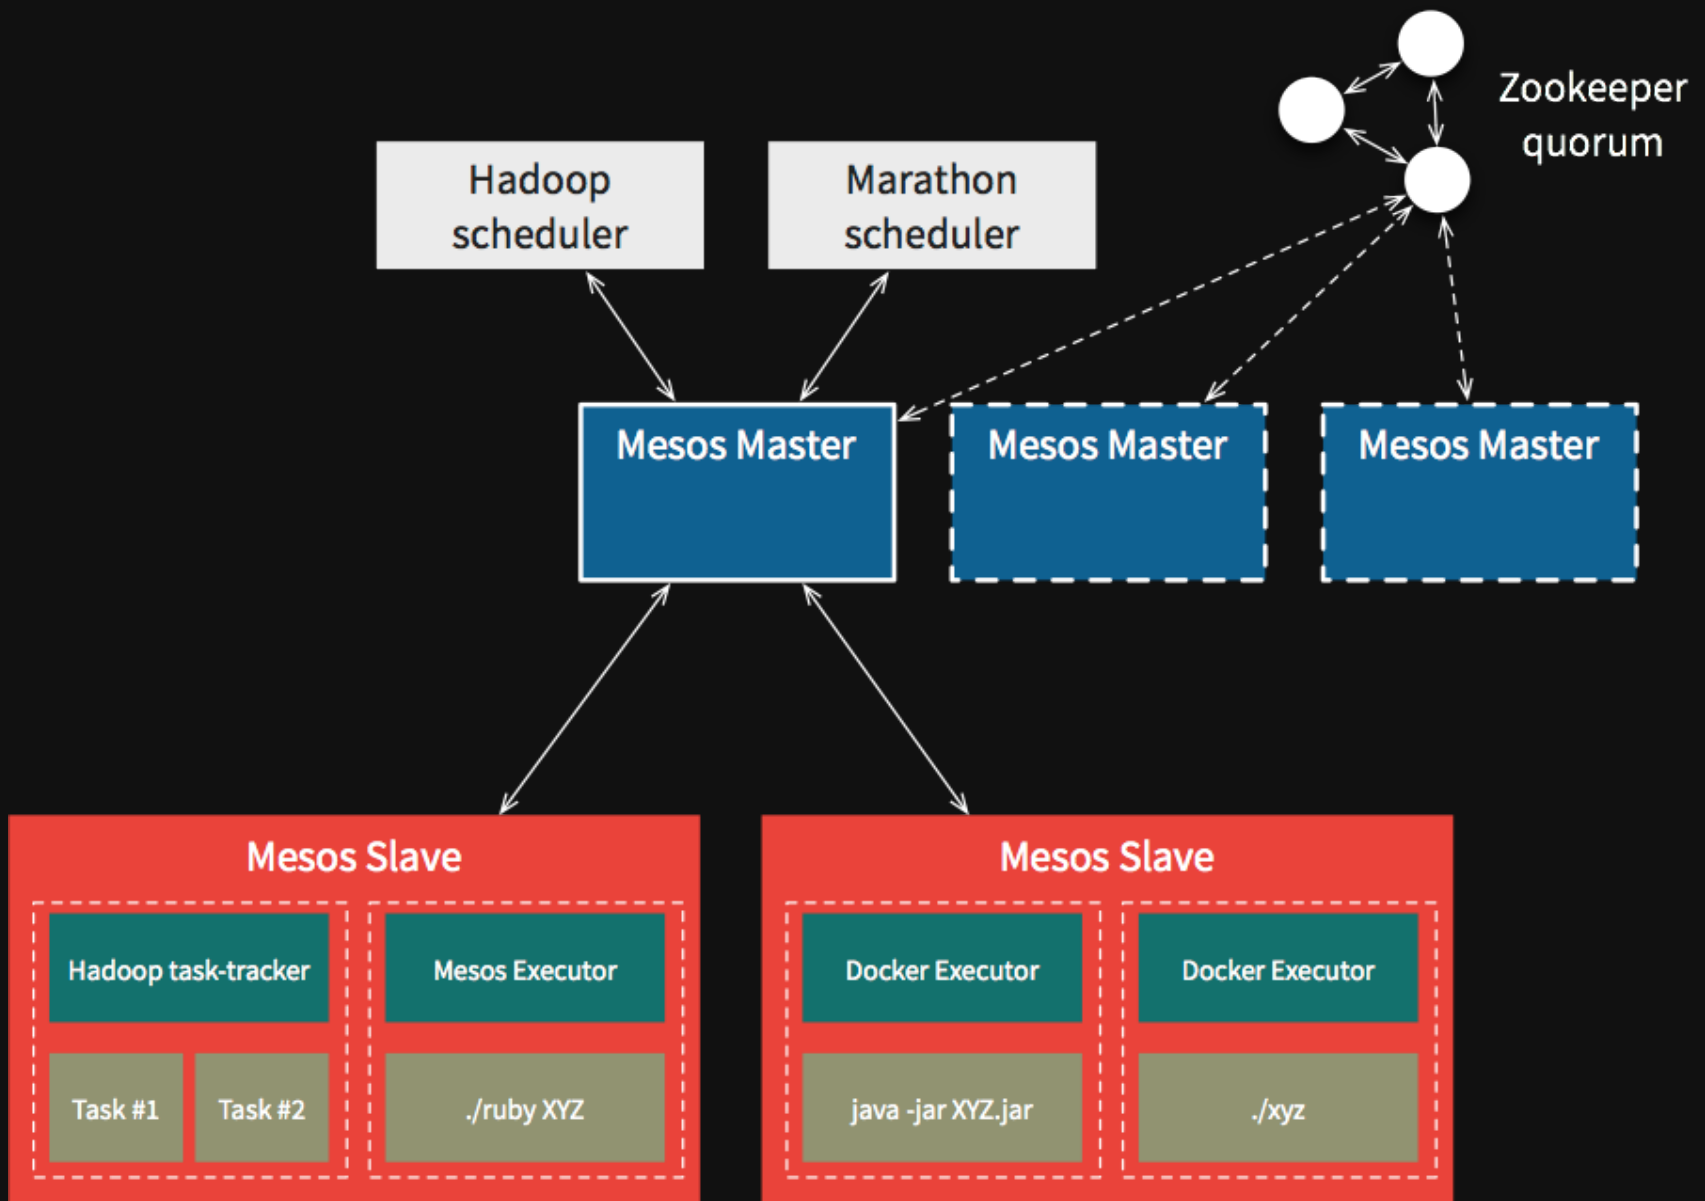 Zookeeper
quorum
Hadoop
scheduler
Marathon
scheduler
Mesos Master
Mesos Master
Mesos Master
Mesos Slave
Hadoop task-tracker
Mesos Executor
Task #1
Task #2
./ruby XYZ
Mesos Slave
Docker Executor
Docker Executor
java -jar XYZ.jar
./xyz